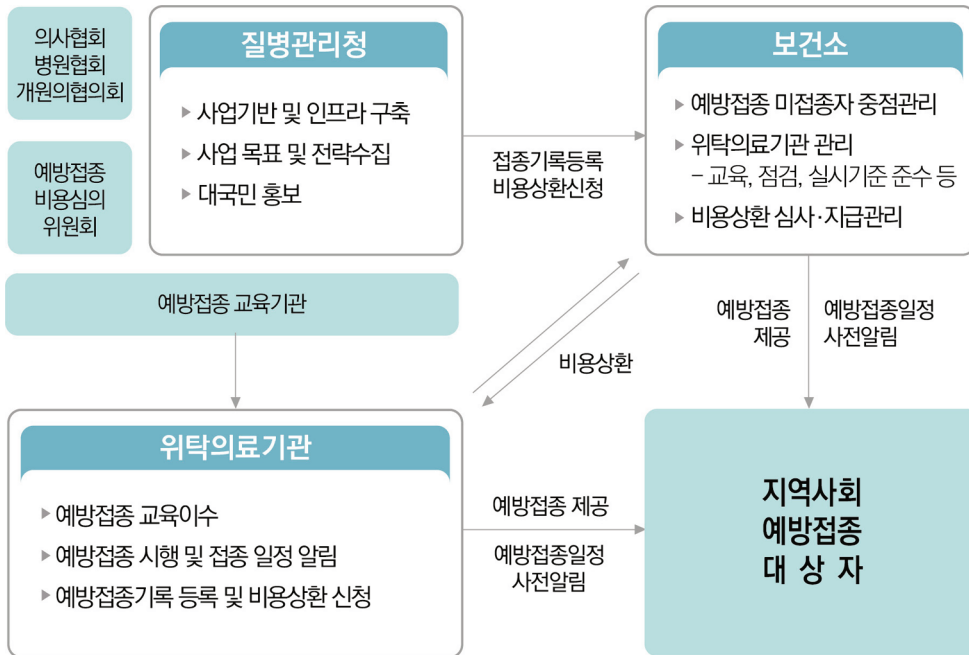 의사협회
병원협회
개원의협의회
예방접종
비용심의
위원회
질병관리청
▶ 사업기반 및 인프라 구축
▶ 사업 목표 및 전략수집
▶ 대국민 홍보
접종기록등록
비용상환신청
보건소
▶ 예방접종 미접종자 중점관리
▶ 위탁의료기관 관리
– 교육, 점검, 실시기준 준수 등
▶ 비용상환 심사·지급관리
예방접종 교육기관
비용상환
예방접종
제공
예방접종일정
사전알림
위탁의료기관
▶ 예방접종 교육이수
▶ 예방접종 시행 및 접종 일정 알림
▶ 예방접종기록 등록 및 비용상환 신청
예방접종 제공
예방접종일정
사전알림
지역사회
예방접종
대 상 자